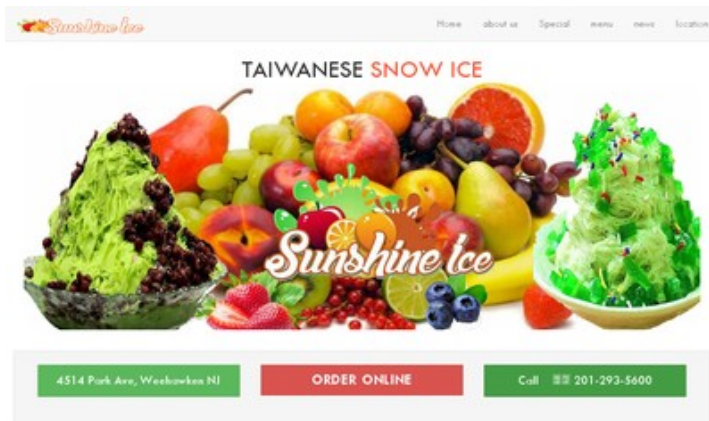 Sunshine Ice
Home about us Special menu news location
TAIWANESE SNOW ICE
Sunshine Ice
4514 Park Ave, Weehawken NJ
ORDER ONLINE
Call 201-293-5600